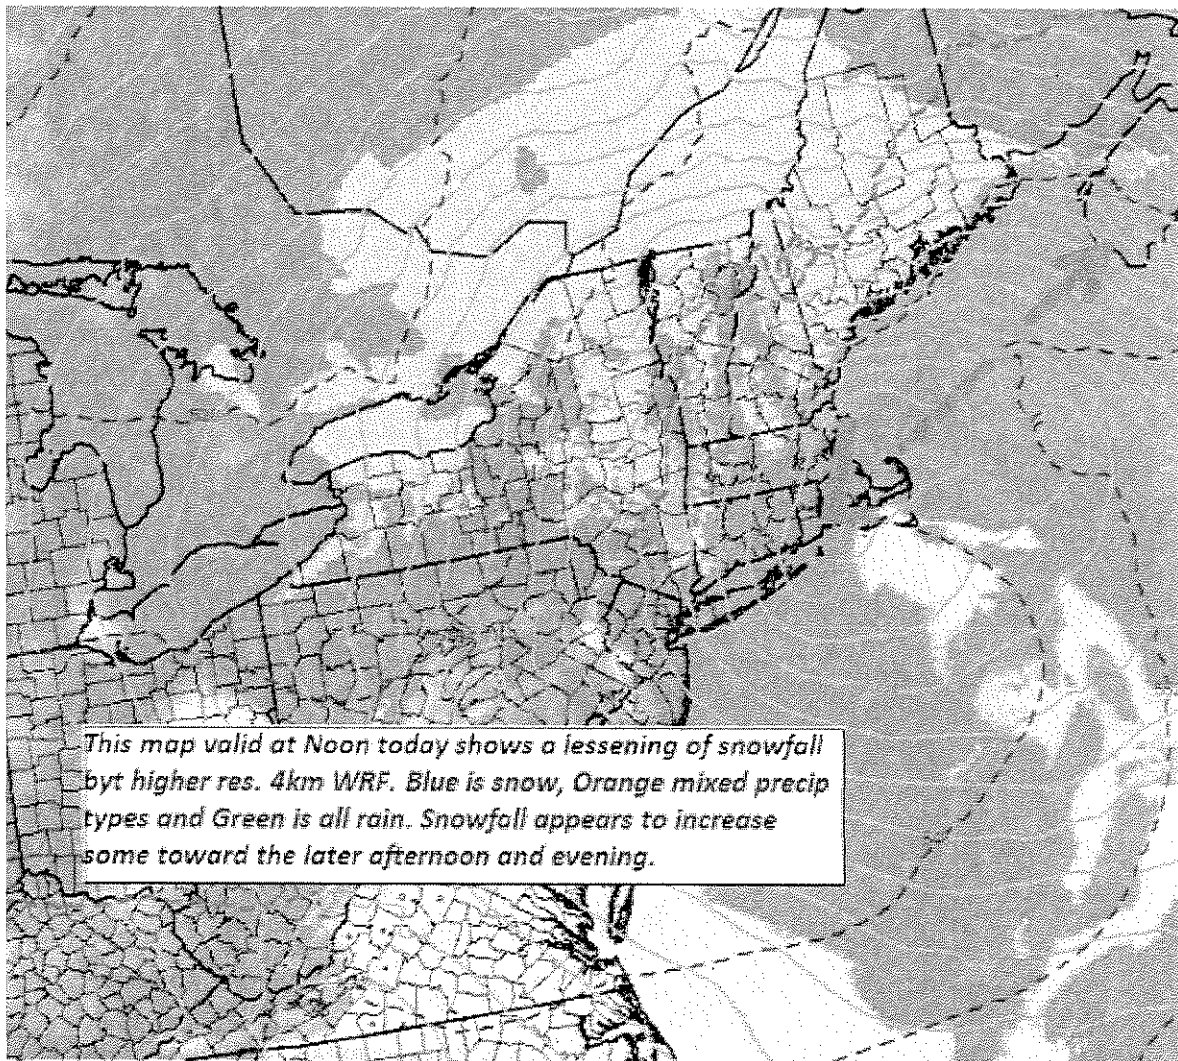 This map valid at Noon today shows a lessening of snowfall
byt higher res. 4km WRF. Blue is snow, Orange mixed precip
types and Green is all rain. Snowfall appears to increase
some toward the later afternoon and evening.